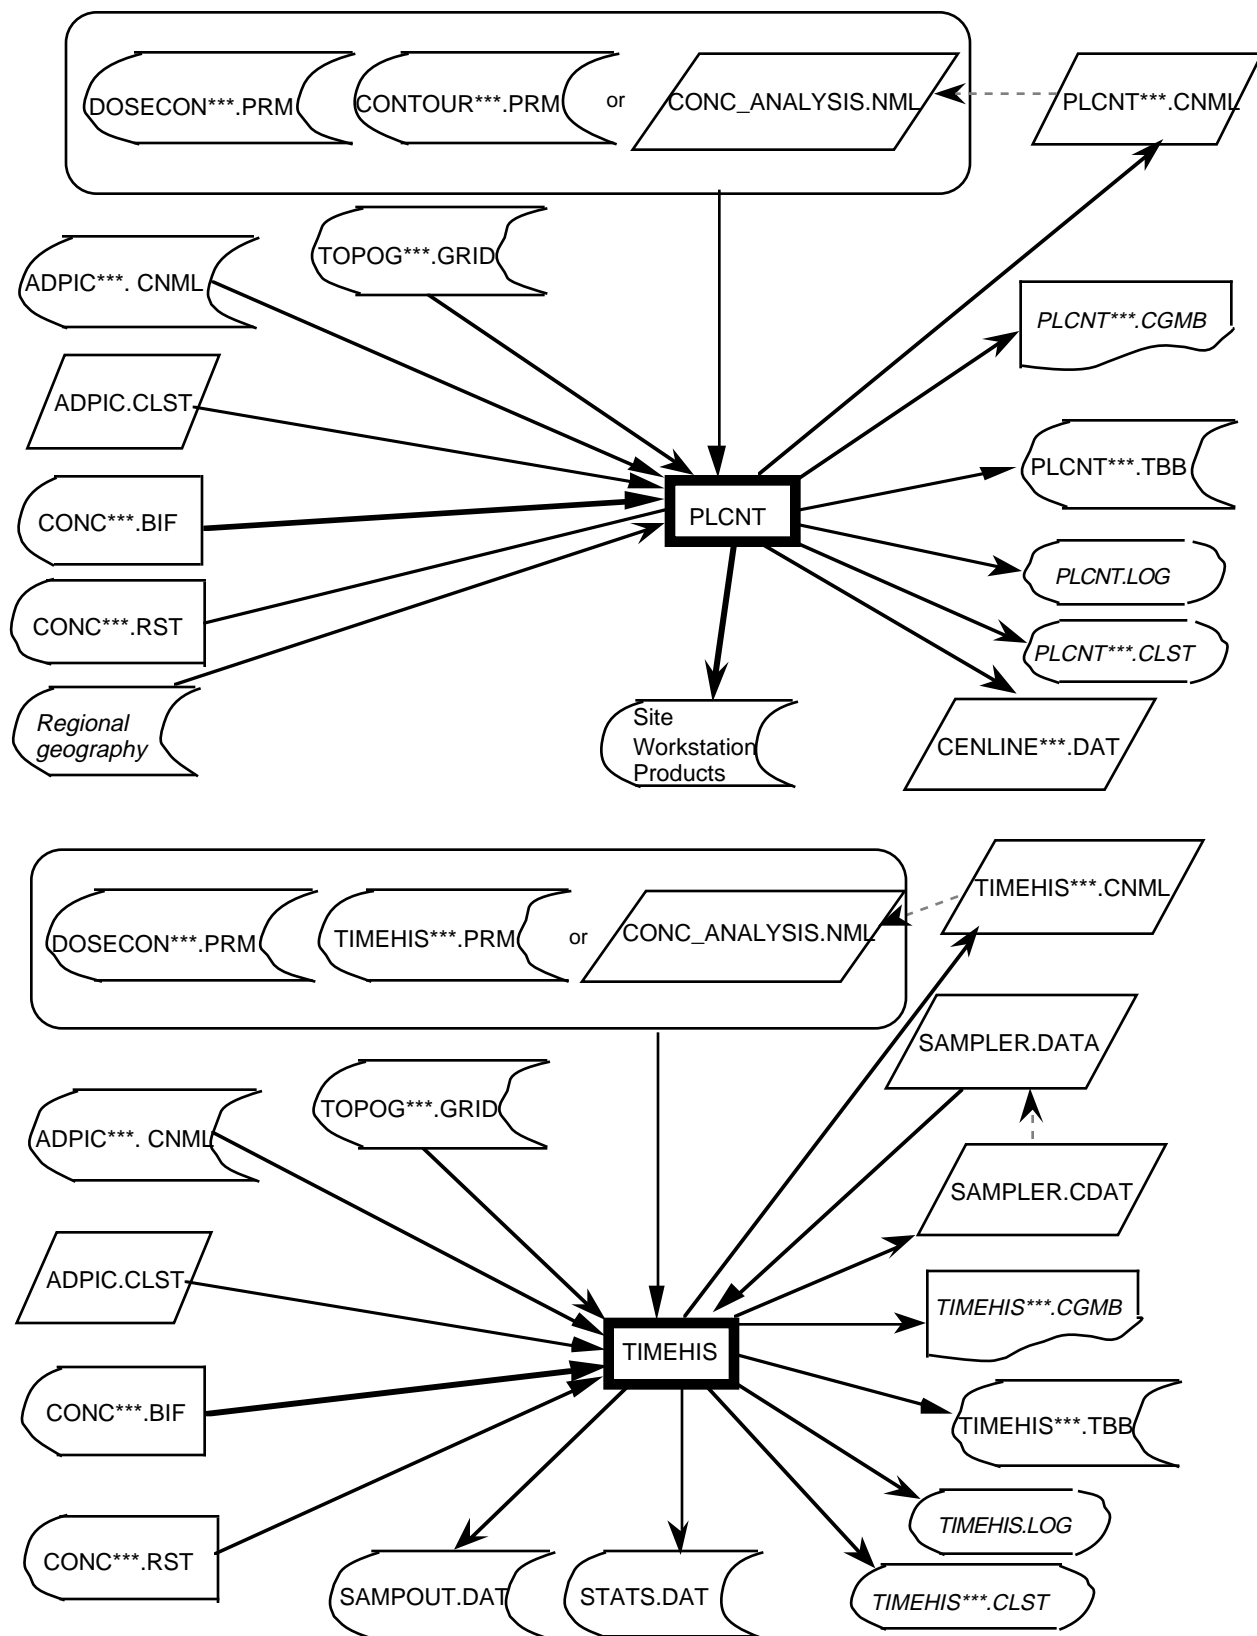 DOSECON***.PRM
CONTOUR***.PRM
or
CONC_ANALYSIS.NML
PLCNT***.CNML
TOPOG***.GRID
ADPIC***. CNML
PLCNT***.CGMB
ADPIC.CLST
PLCNT***.TBB
CONC***.BIF
PLCNT
PLCNT.LOG
CONC***.RST
PLCNT***.CLST
Regional
geography
Site
Workstation
Products
CENLINE***.DAT
TIMEHIS***.CNML
DOSECON***.PRM
TIMEHIS***.PRM
or
CONC_ANALYSIS.NML
SAMPLER.DATA
TOPOG***.GRID
ADPIC***. CNML
SAMPLER.CDAT
ADPIC.CLST
TIMEHIS***.CGMB
TIMEHIS
CONC***.BIF
TIMEHIS***.TBB
TIMEHIS.LOG
CONC***.RST
SAMPOUT.DAT
STATS.DAT
TIMEHIS***.CLST